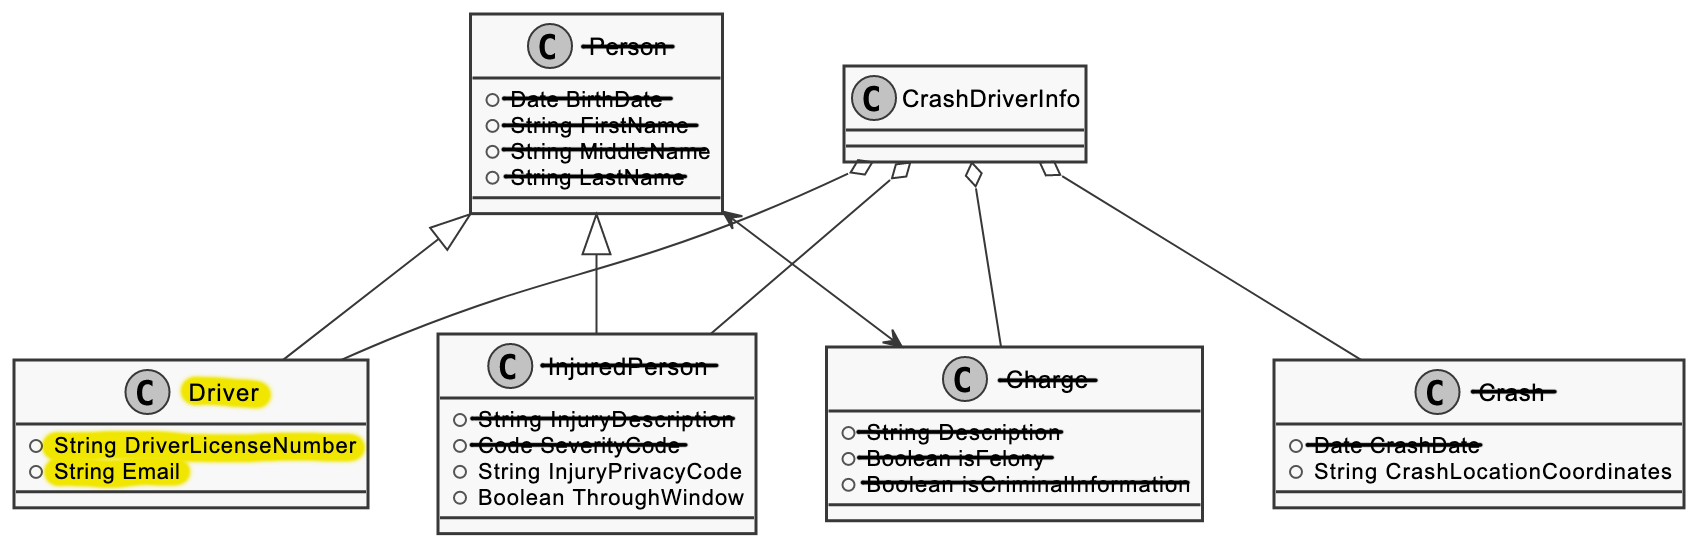 C Person
Date BirthDate
String FirstName
String MiddleName
String LastName
C CrashDriverInfo
C Driver
String DriverLicenseNumber
String Email
C InjuredPerson
String InjuryDescription
Code SeverityCode
String InjuryPrivacyCode
Boolean ThroughWindow
C Charge
String Description
Boolean isFelony
Boolean isCriminalInformation
C Crash
Date CrashDate
String CrashLocationCoordinates